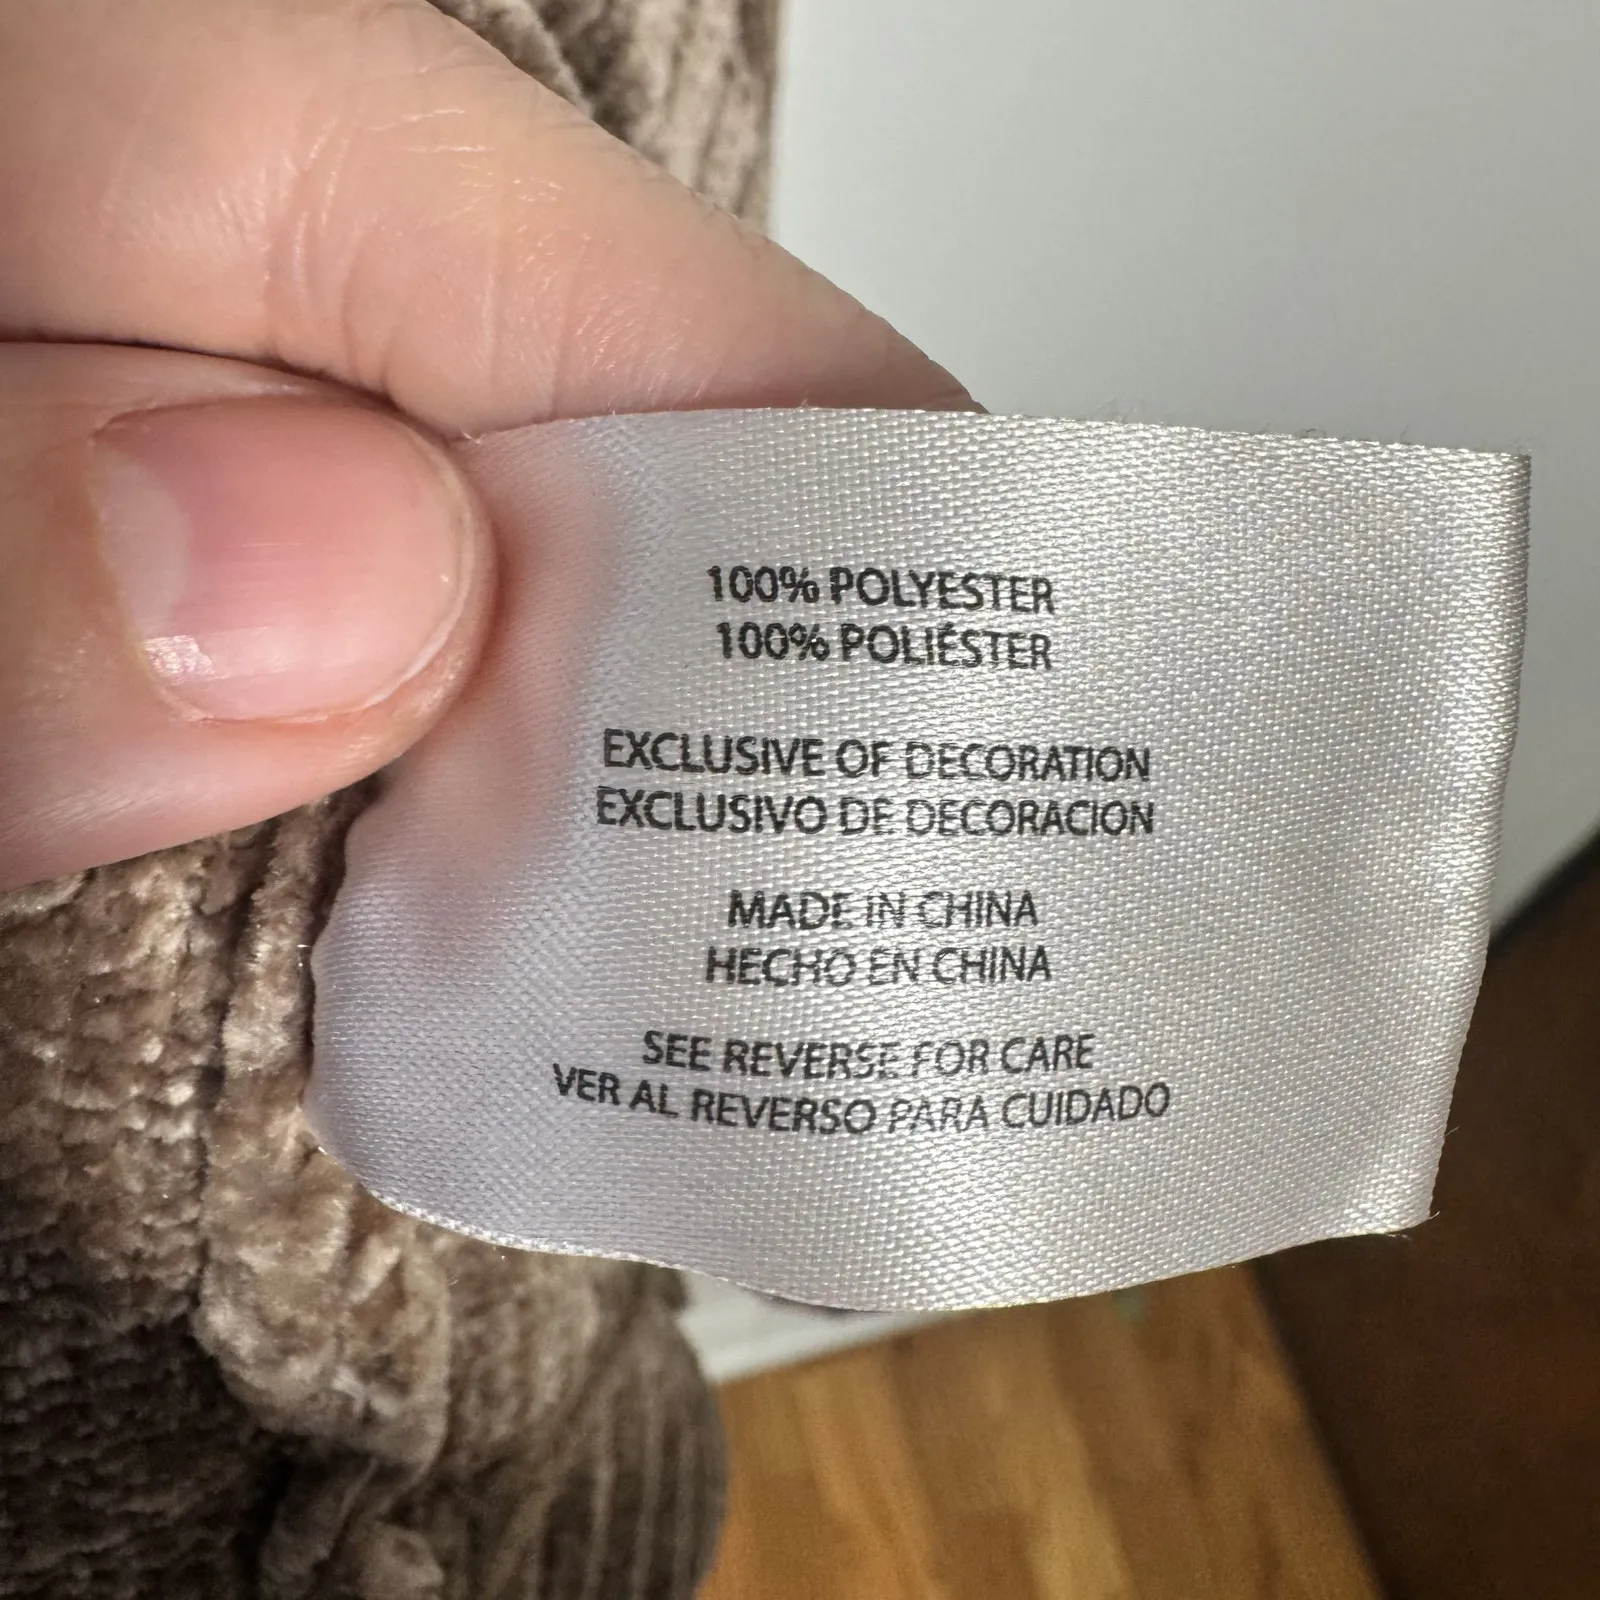 100% POLYESTER
100% POLIÉSTER
EXCLUSIVE OF DECORATION
EXCLUSIVO DE DECORACION
MADE IN CHINA
HECHO EN CHINA
SEE REVERSE FOR CARE
VER AL REVERSO PARA CUIDADO